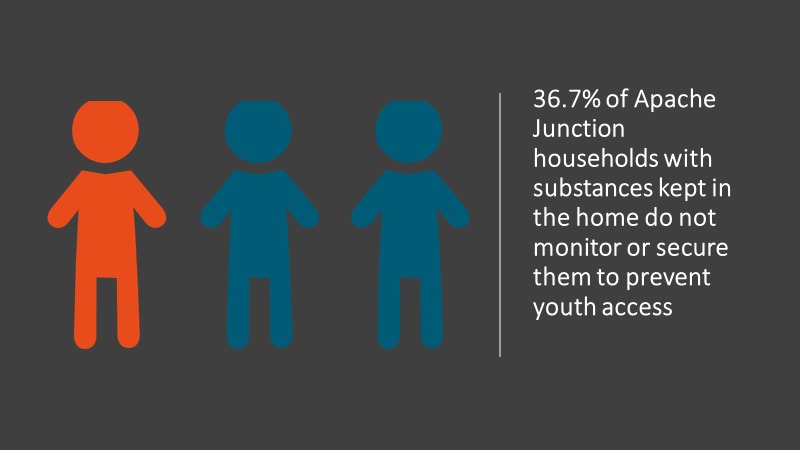 36.7% of Apache
Junction
households with
substances kept in
the home do not
monitor or secure
them to prevent
youth access